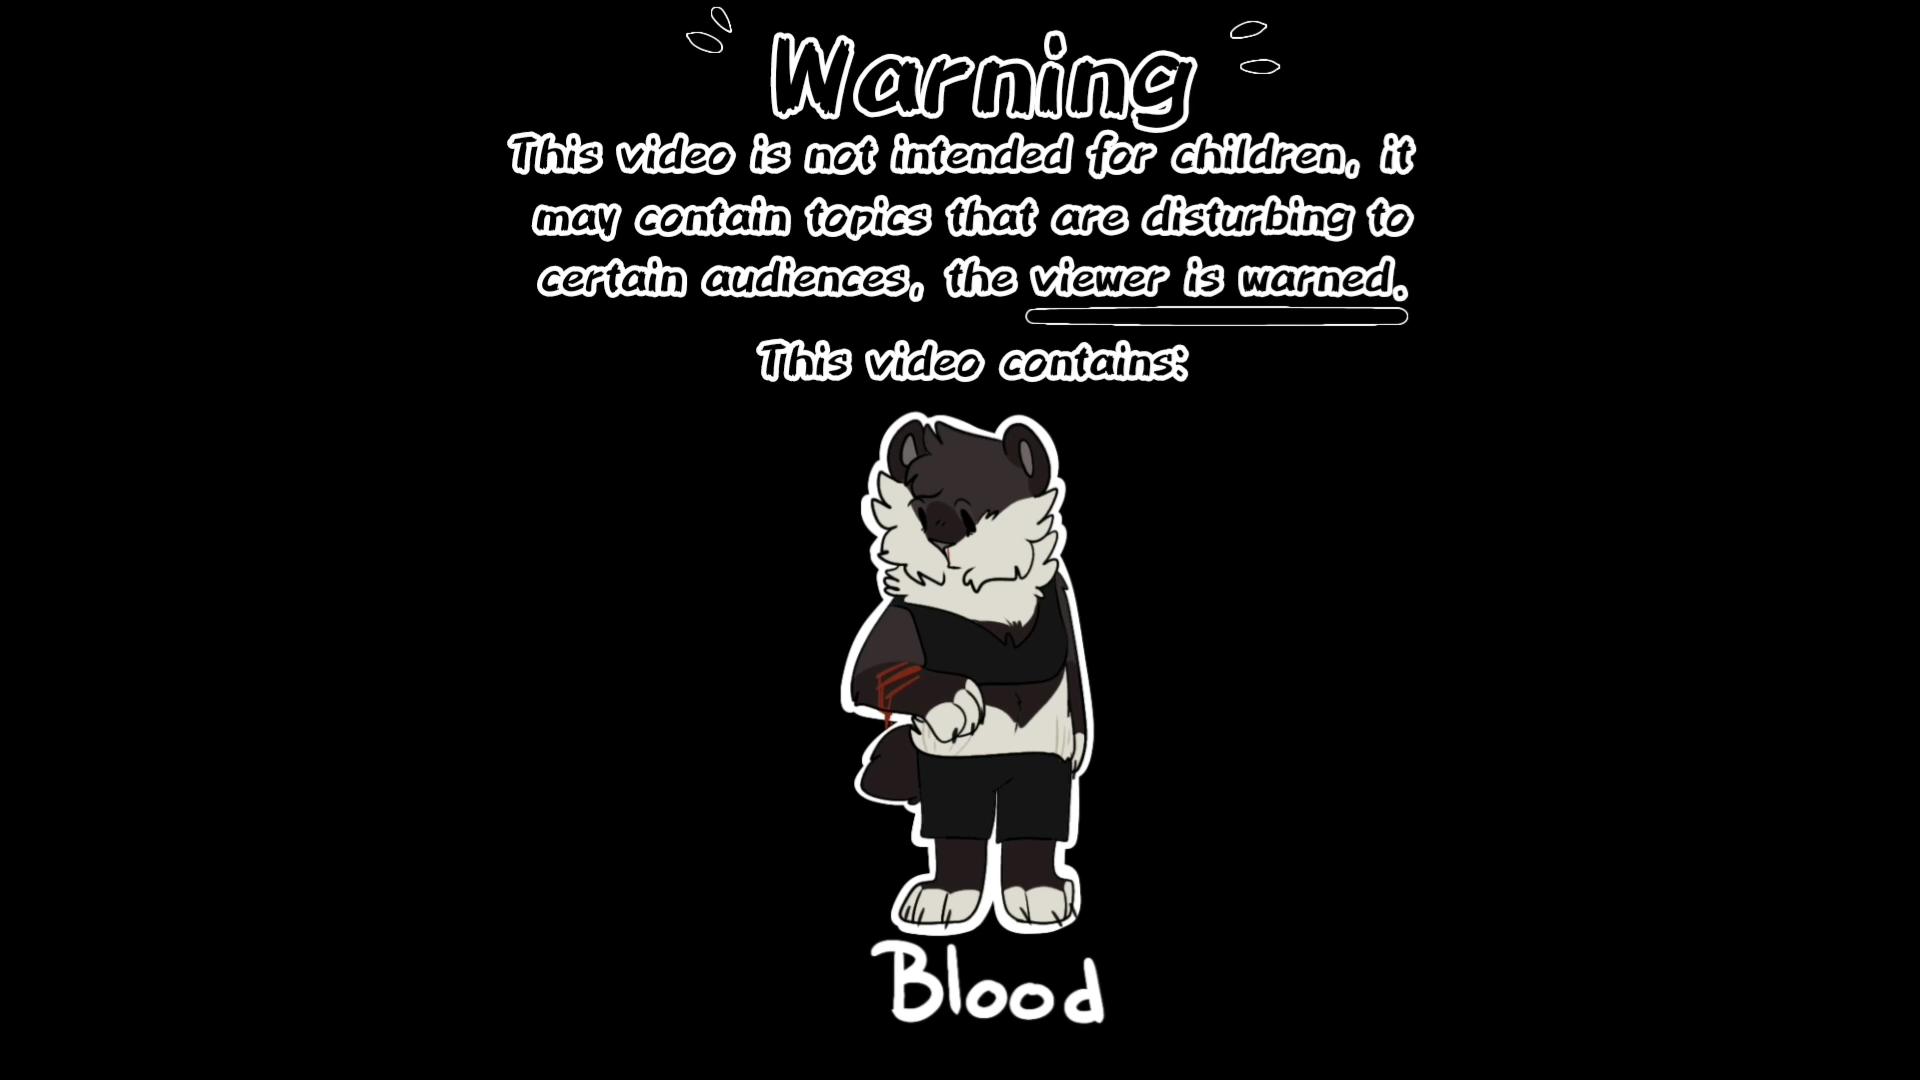 Warning
This video is not intended for children, it
may contain topics that are disturbing to
certain audiences, the viewer is warned.
This video contains:
Blood